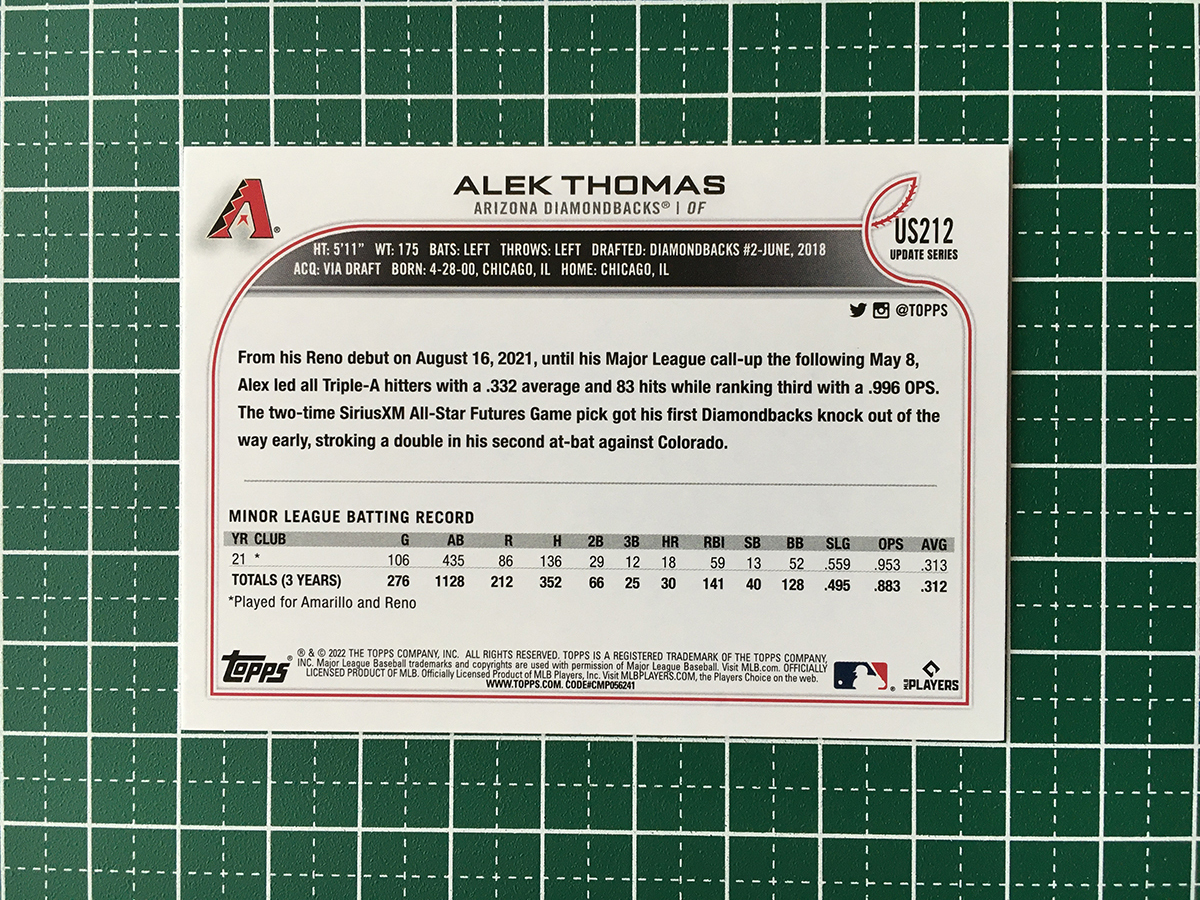 ALEK THOMAS
ARIZONA DIAMONDBACKS® | OF
US212
UPDATE SERIES
HT: 5'11" WT: 175 BATS: LEFT THROWS: LEFT DRAFTED: DIAMONDBACKS #2-JUNE, 2018
ACQ: VIA DRAFT BORN: 4-28-00, CHICAGO, IL HOME: CHICAGO, IL
@TOPPS
From his Reno debut on August 16, 2021, until his Major League call-up the following May 8,
Alex led all Triple-A hitters with a .332 average and 83 hits while ranking third with a .996 OPS.
The two-time SiriusXM All-Star Futures Game pick got his first Diamondbacks knock out of the
way early, stroking a double in his second at-bat against Colorado.
MINOR LEAGUE BATTING RECORD
YR CLUB G AB R H 2B 3B HR RBI SB BB SLG OPS AVG
21 * 106 435 86 136 29 12 18 59 13 52 .559 .953 .313
TOTALS (3 YEARS) 276 1128 212 352 66 25 30 141 40 128 .495 .883 .312
*Played for Amarillo and Reno
topps®
® & © 2022 THE TOPPS COMPANY, INC. ALL RIGHTS RESERVED. TOPPS IS A REGISTERED TRADEMARK OF THE TOPPS COMPANY,
INC. Major League Baseball trademarks and copyrights are used with permission of Major League Baseball. Visit MLB.com. OFFICIALLY
LICENSED PRODUCT OF MLB. Officially Licensed Product of MLB Players, Inc. Visit MLBPLAYERS.COM, the Players Choice on the web.
WWW.TOPPS.COM. CODE#CMP056241
MLB PLAYERS